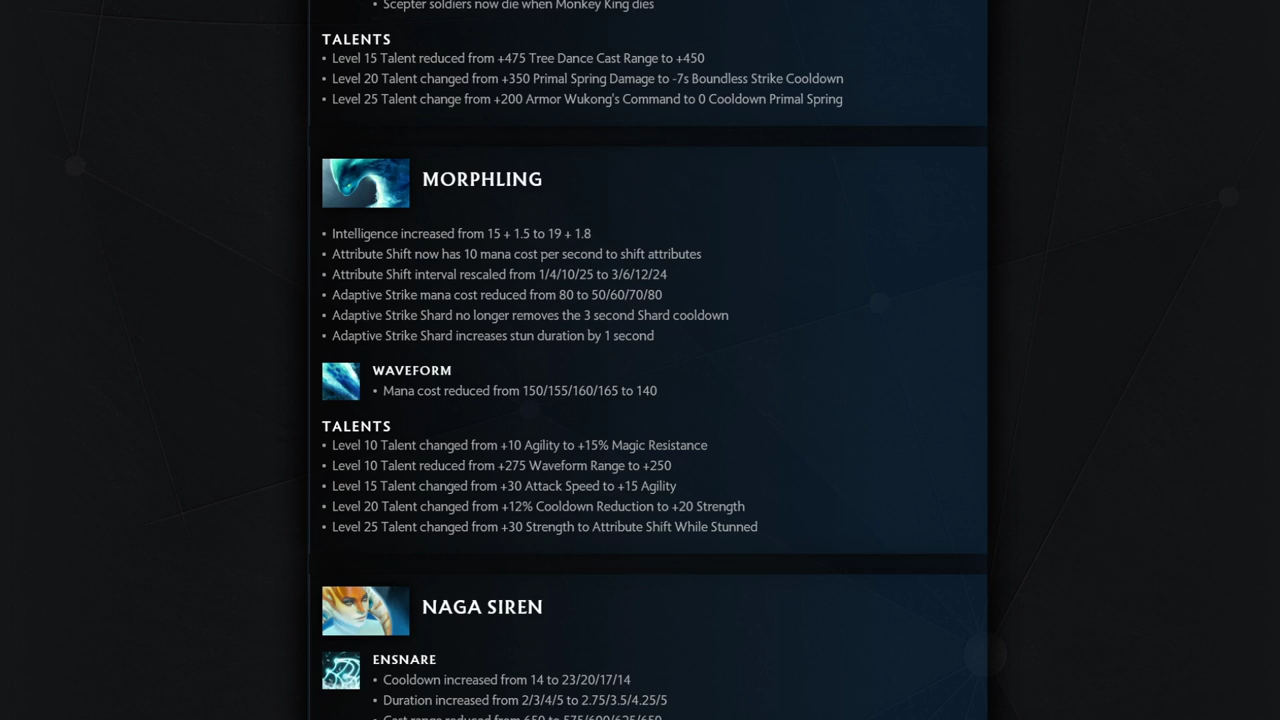 • Scepter soldiers now die when Monkey King dies
TALENTS
• Level 15 Talent reduced from +475 Tree Dance Cast Range to +450
• Level 20 Talent changed from +350 Primal Spring Damage to -7s Boundless Strike Cooldown
• Level 25 Talent change from +200 Armor Wukong's Command to 0 Cooldown Primal Spring
MORPHLING
• Intelligence increased from 15 + 1.5 to 19 + 1.8
• Attribute Shift now has 10 mana cost per second to shift attributes
• Attribute Shift interval rescaled from 1/4/10/25 to 3/6/12/24
• Adaptive Strike mana cost reduced from 80 to 50/60/70/80
• Adaptive Strike Shard no longer removes the 3 second Shard cooldown
• Adaptive Strike Shard increases stun duration by 1 second
WAVEFORM
• Mana cost reduced from 150/155/160/165 to 140
TALENTS
• Level 10 Talent changed from +10 Agility to +15% Magic Resistance
• Level 10 Talent reduced from +275 Waveform Range to +250
• Level 15 Talent changed from +30 Attack Speed to +15 Agility
• Level 20 Talent changed from +12% Cooldown Reduction to +20 Strength
• Level 25 Talent changed from +30 Strength to Attribute Shift While Stunned
NAGA SIREN
ENSNARE
• Cooldown increased from 14 to 23/20/17/14
• Duration increased from 2/3/4/5 to 2.75/3.5/4.25/5
• Cast range reduced from 650 to 575/600/625/650